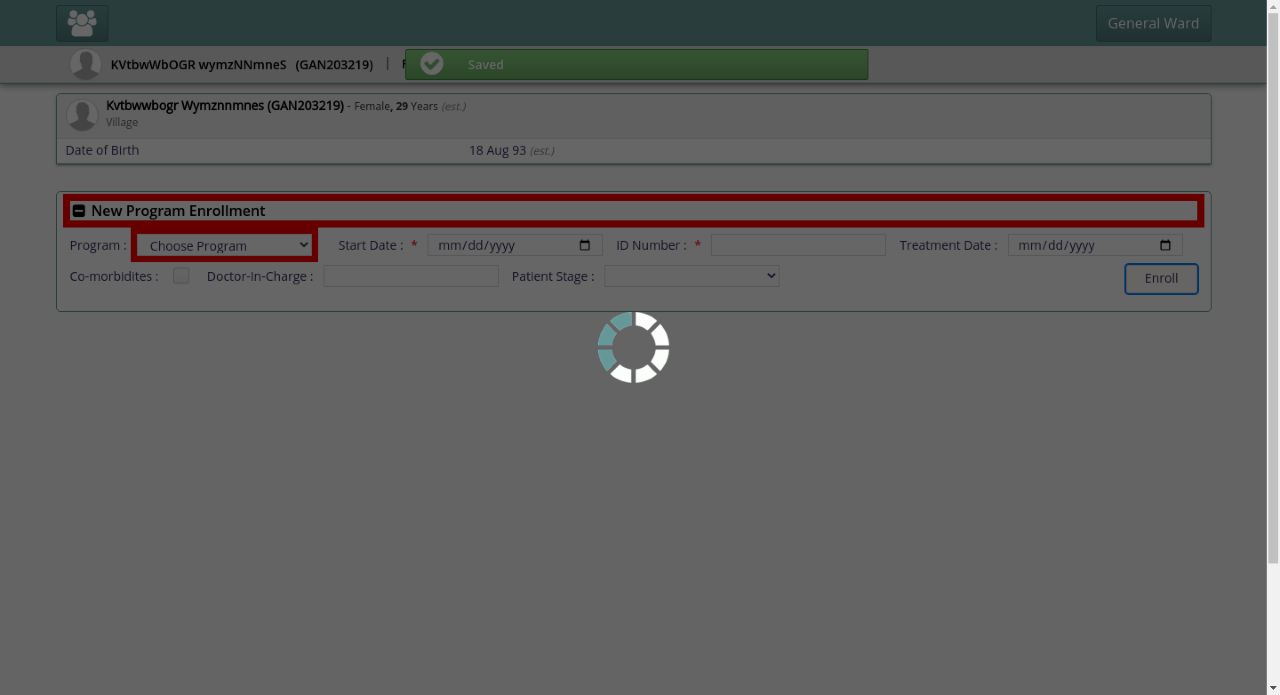 General Ward
KVtbwWbOGR wymzNNmneS (GAN203219) |
Saved
Kvtbwwbogr Wymznnmnes (GAN203219) - Female, 29 Years (est.)
Village
Date of Birth 18 Aug 93 (est.)
New Program Enrollment
Program : Choose Program Start Date : * mm/dd/yyyy ID Number : * Treatment Date : mm/dd/yyyy
Co-morbidites : Doctor-In-Charge : Patient Stage : Enroll